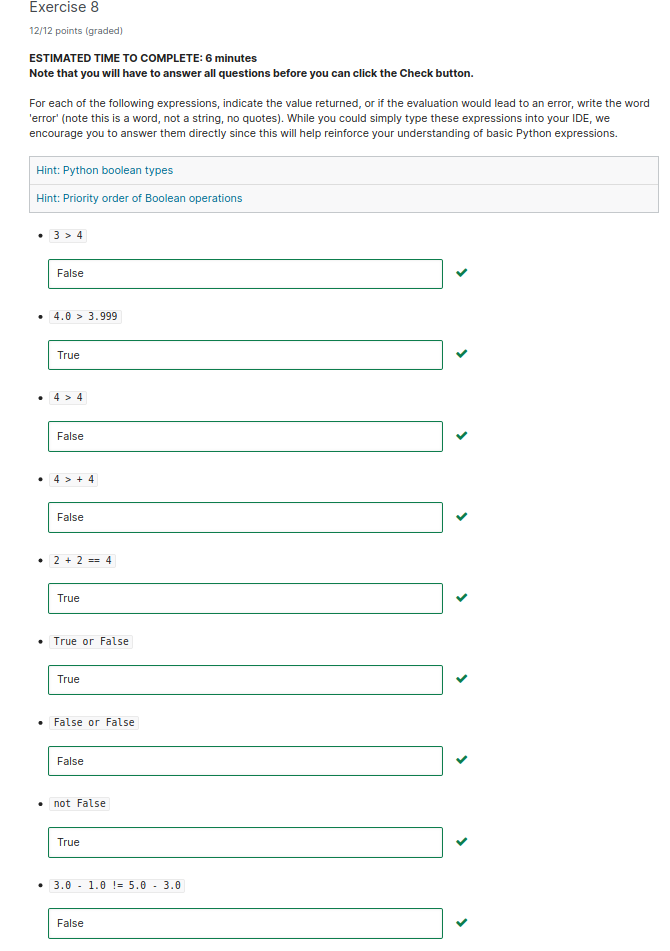 Exercise 8
12/12 points (graded)
ESTIMATED TIME TO COMPLETE: 6 minutes
Note that you will have to answer all questions before you can click the Check button.
For each of the following expressions, indicate the value returned, or if the evaluation would lead to an error, write the word
'error' (note this is a word, not a string, no quotes). While you could simply type these expressions into your IDE, we
encourage you to answer them directly since this will help reinforce your understanding of basic Python expressions.
Hint: Python boolean types
Hint: Priority order of Boolean operations
• 3 > 4
False
• 4.0 > 3.999
True
• 4 > 4
False
• 4 > + 4
False
• 2 + 2 == 4
True
• True or False
True
• False or False
False
• not False
True
• 3.0 - 1.0 != 5.0 - 3.0
False